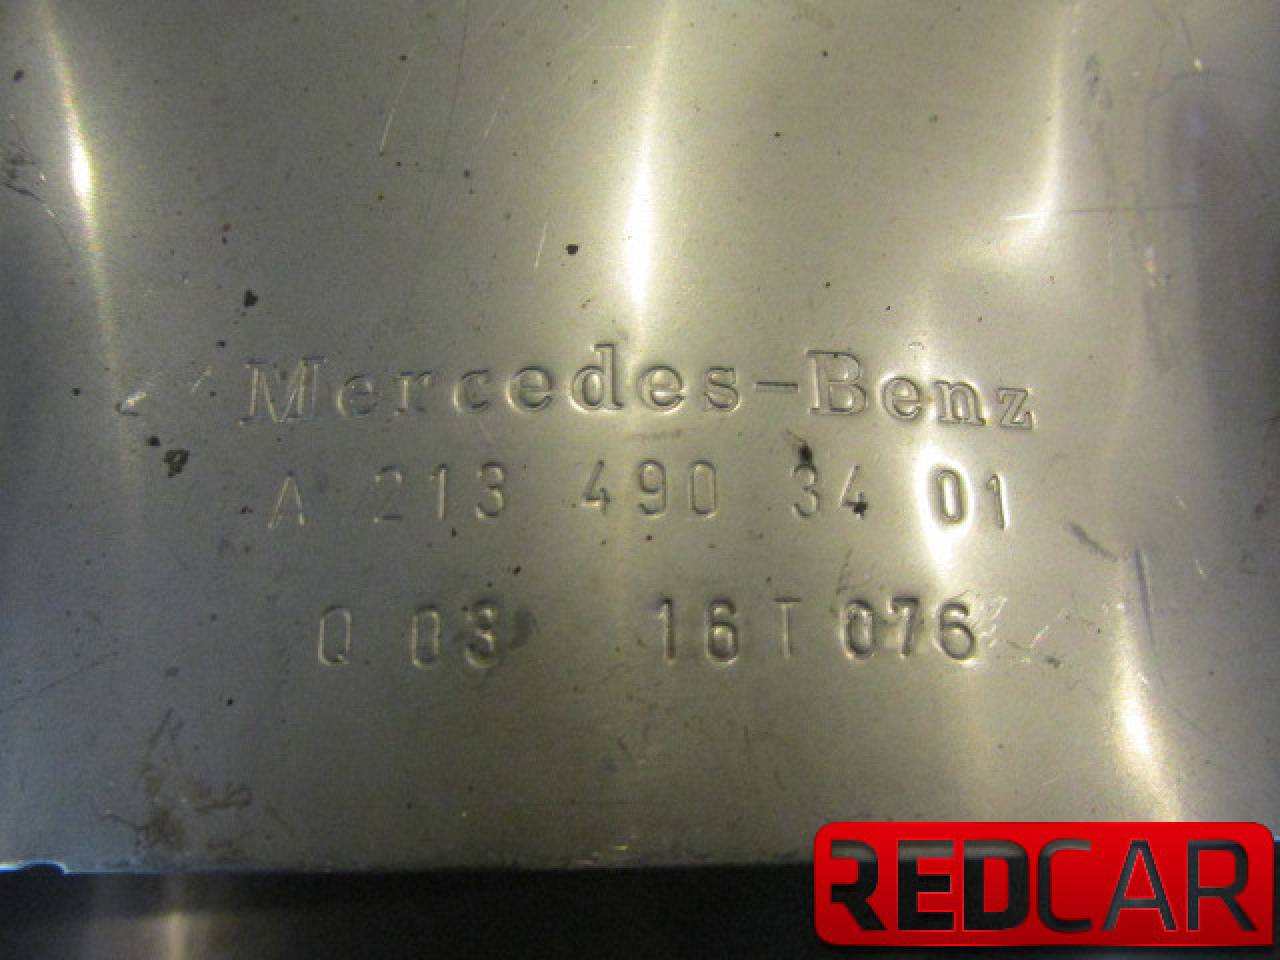 Mercedes-Benz
A 213 490 34 01
Q 03 16T076
REDCAR